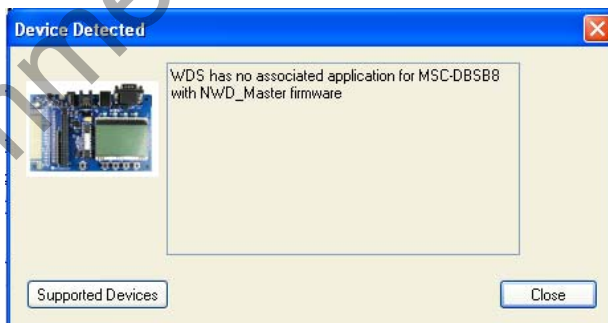 Device Detected
WDS has no associated application for MSC-DBSB8
with NWD_Master firmware
Supported Devices
Close